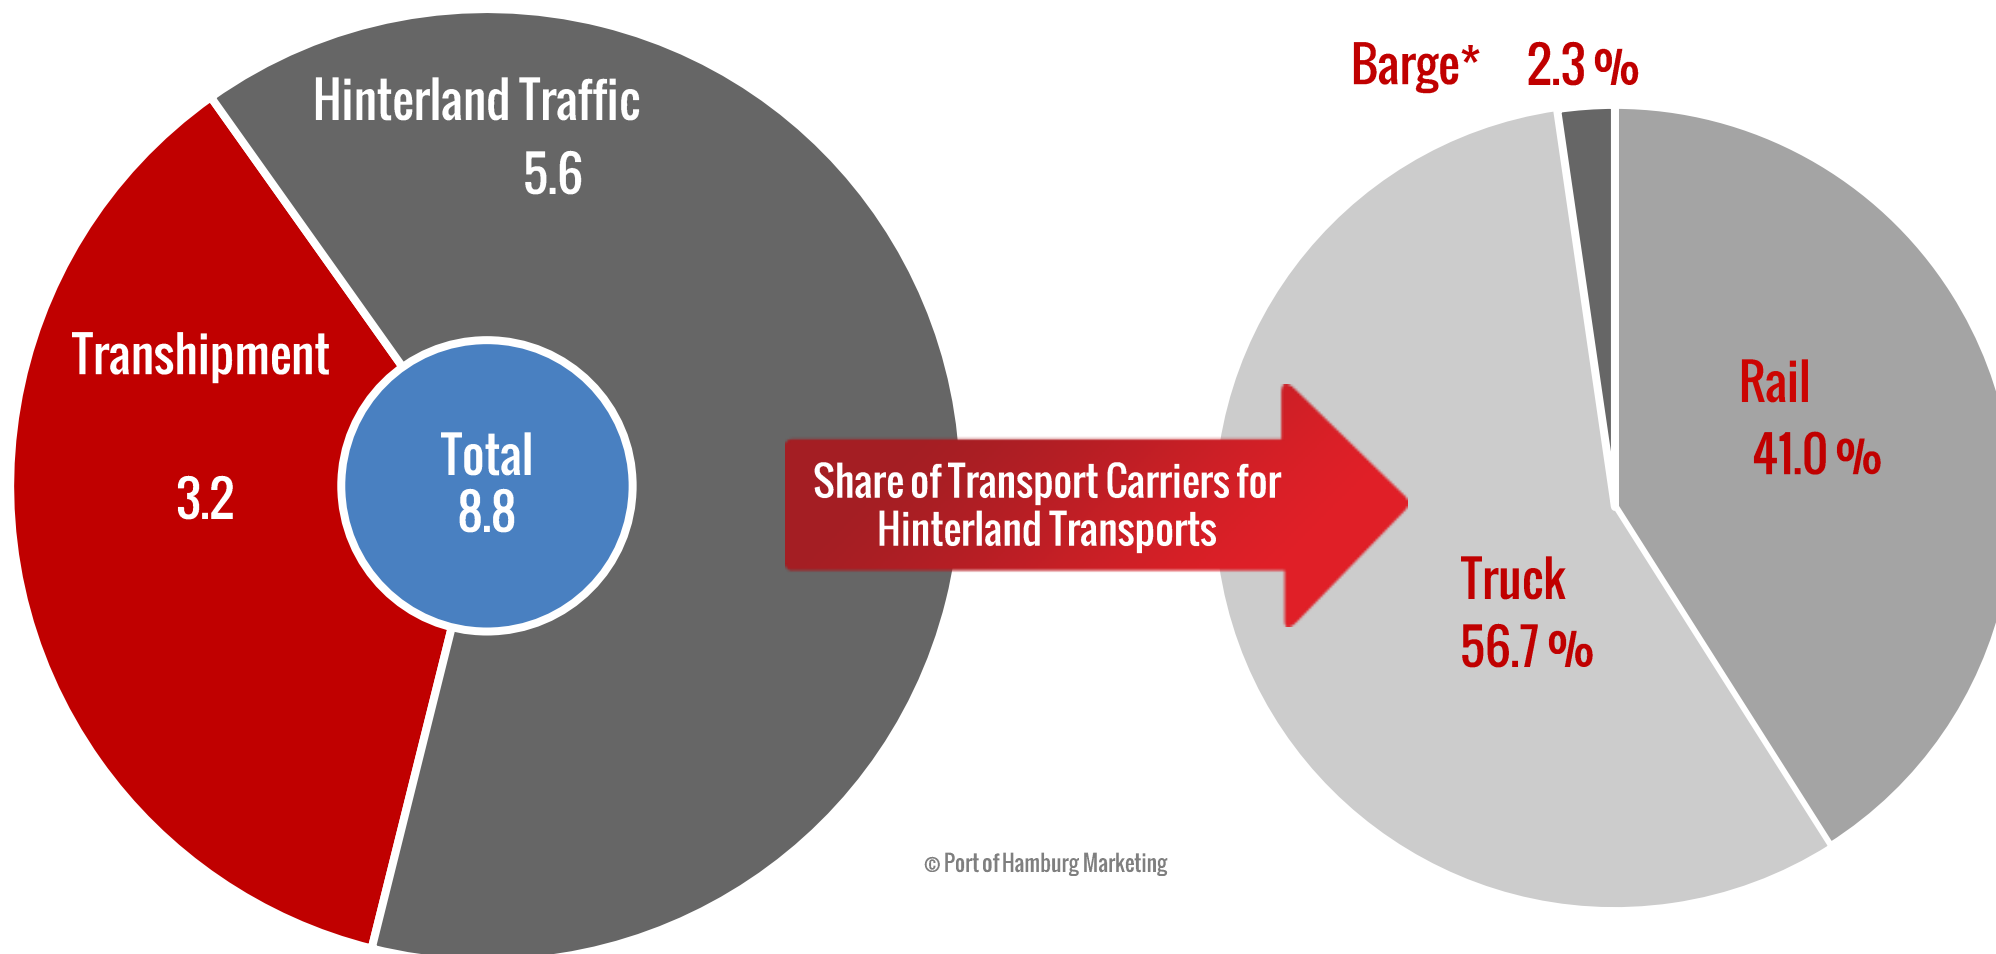 Hinterland Traffic
5.6
Transhipment
3.2
Total
8.8
Share of Transport Carriers for
Hinterland Transports
Barge* 2.3 %
Rail
41.0 %
Truck
56.7 %
© Port of Hamburg Marketing